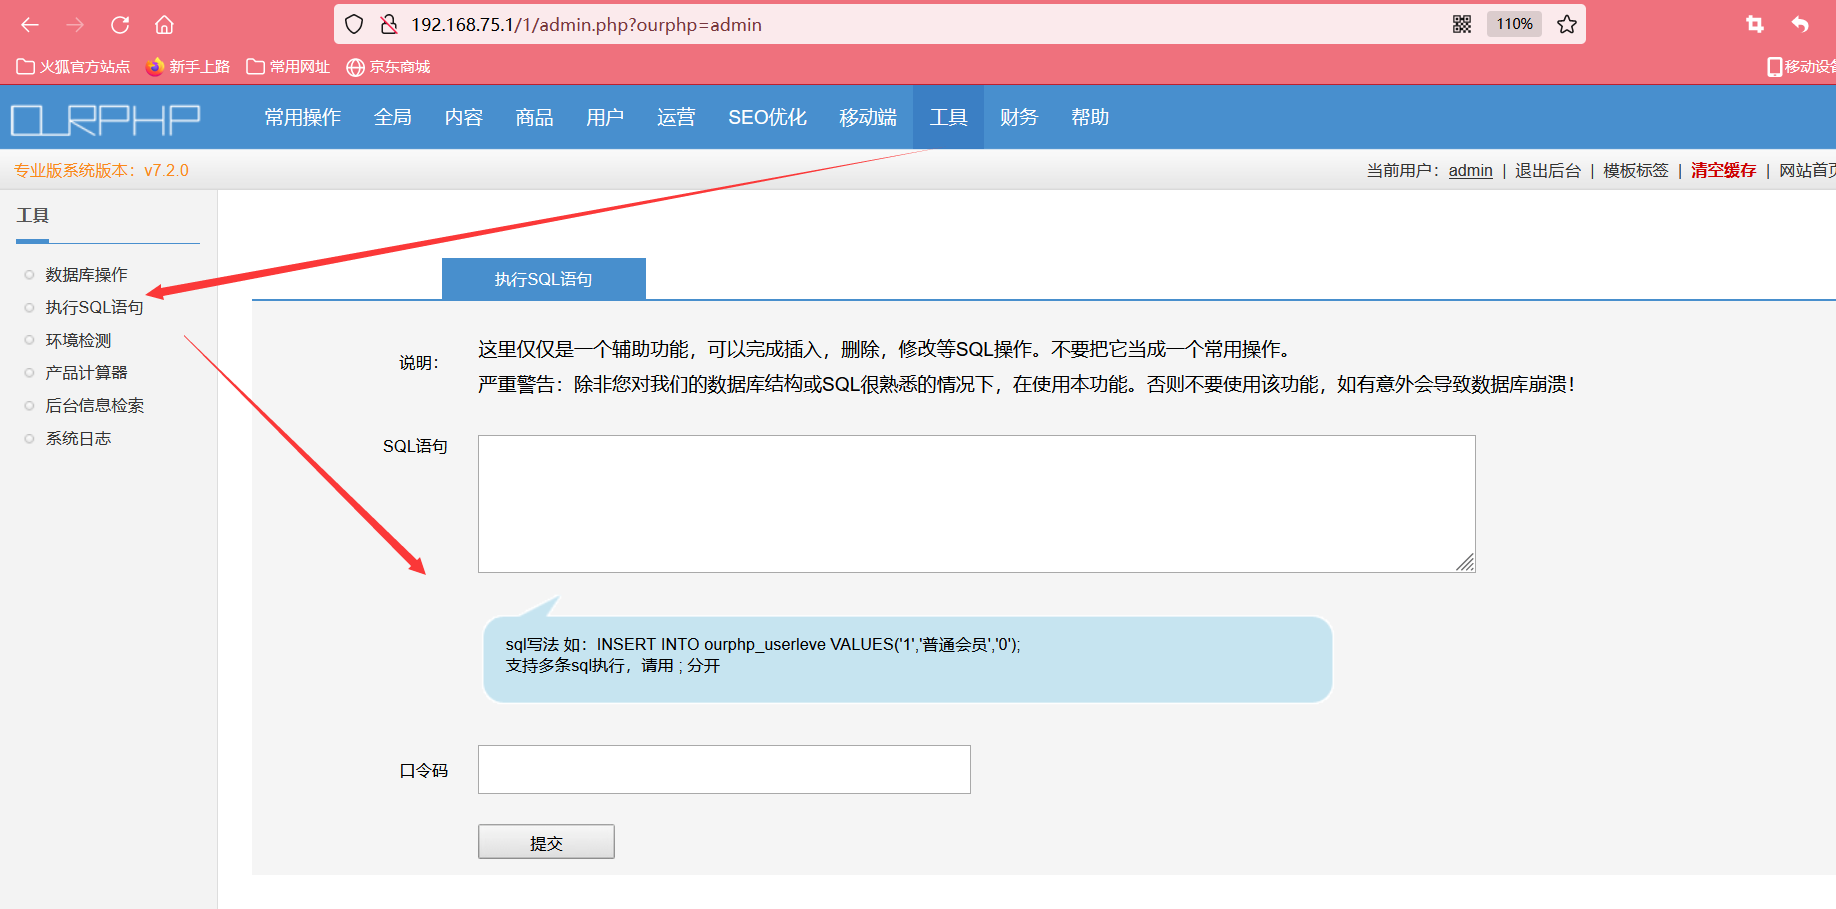 192.168.75.1/1/admin.php?ourphp=admin
110%
火狐官方站点
新手上路
常用网址
京东商城
移动设备
OURPHP
常用操作
全局
内容
商品
用户
运营
SEO优化
移动端
工具
财务
帮助
专业版系统版本：v7.2.0
当前用户：admin | 退出后台 | 模板标签 | 清空缓存 | 网站首页
工具
数据库操作
执行SQL语句
环境检测
产品计算器
后台信息检索
系统日志
执行SQL语句
说明：
这里仅仅是一个辅助功能，可以完成插入，删除，修改等SQL操作。不要把它当成一个常用操作。
严重警告：除非您对我们的数据库结构或SQL很熟悉的情况下，在使用本功能。否则不要使用该功能，如有意外会导致数据库崩溃！
SQL语句
sql写法 如：INSERT INTO ourphp_userleve VALUES('1','普通会员','0');
支持多条sql执行，请用 ; 分开
口令码
提交